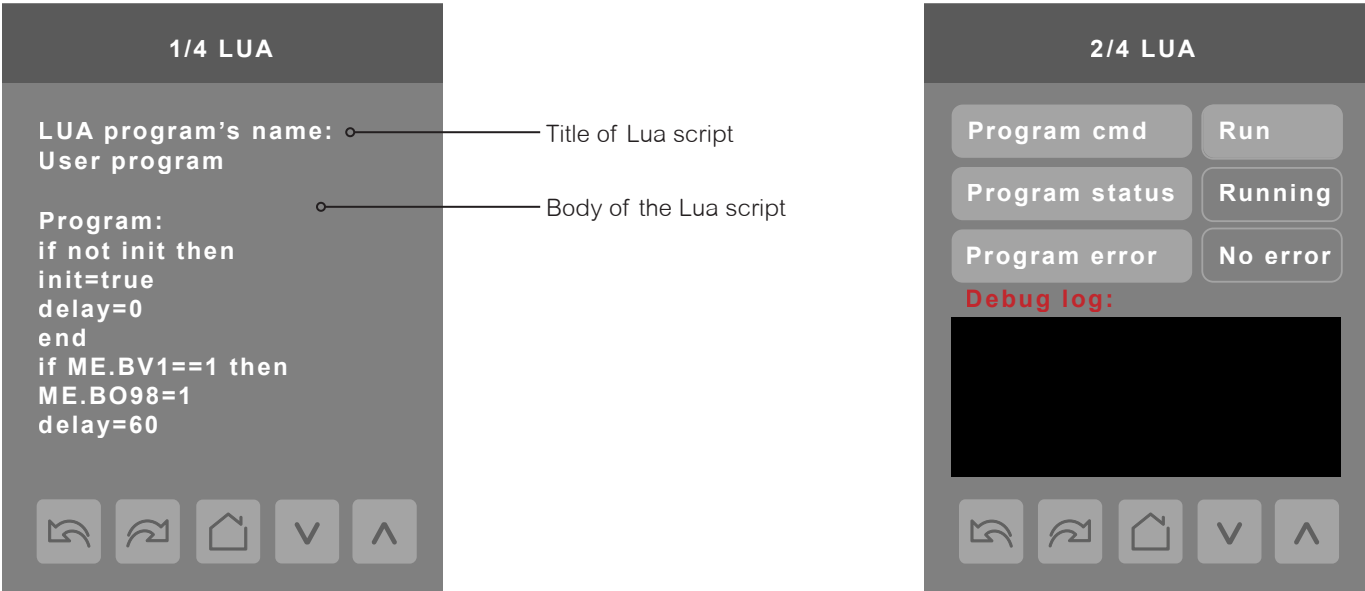 1/4 LUA
LUA program's name:
User program
Program:
if not init then
init=true
delay=0
end
if ME.BV1==1 then
ME.BO98=1
delay=60
Title of Lua script
Body of the Lua script
2/4 LUA
Program cmd Run
Program status Running
Program error No error
Debug log: